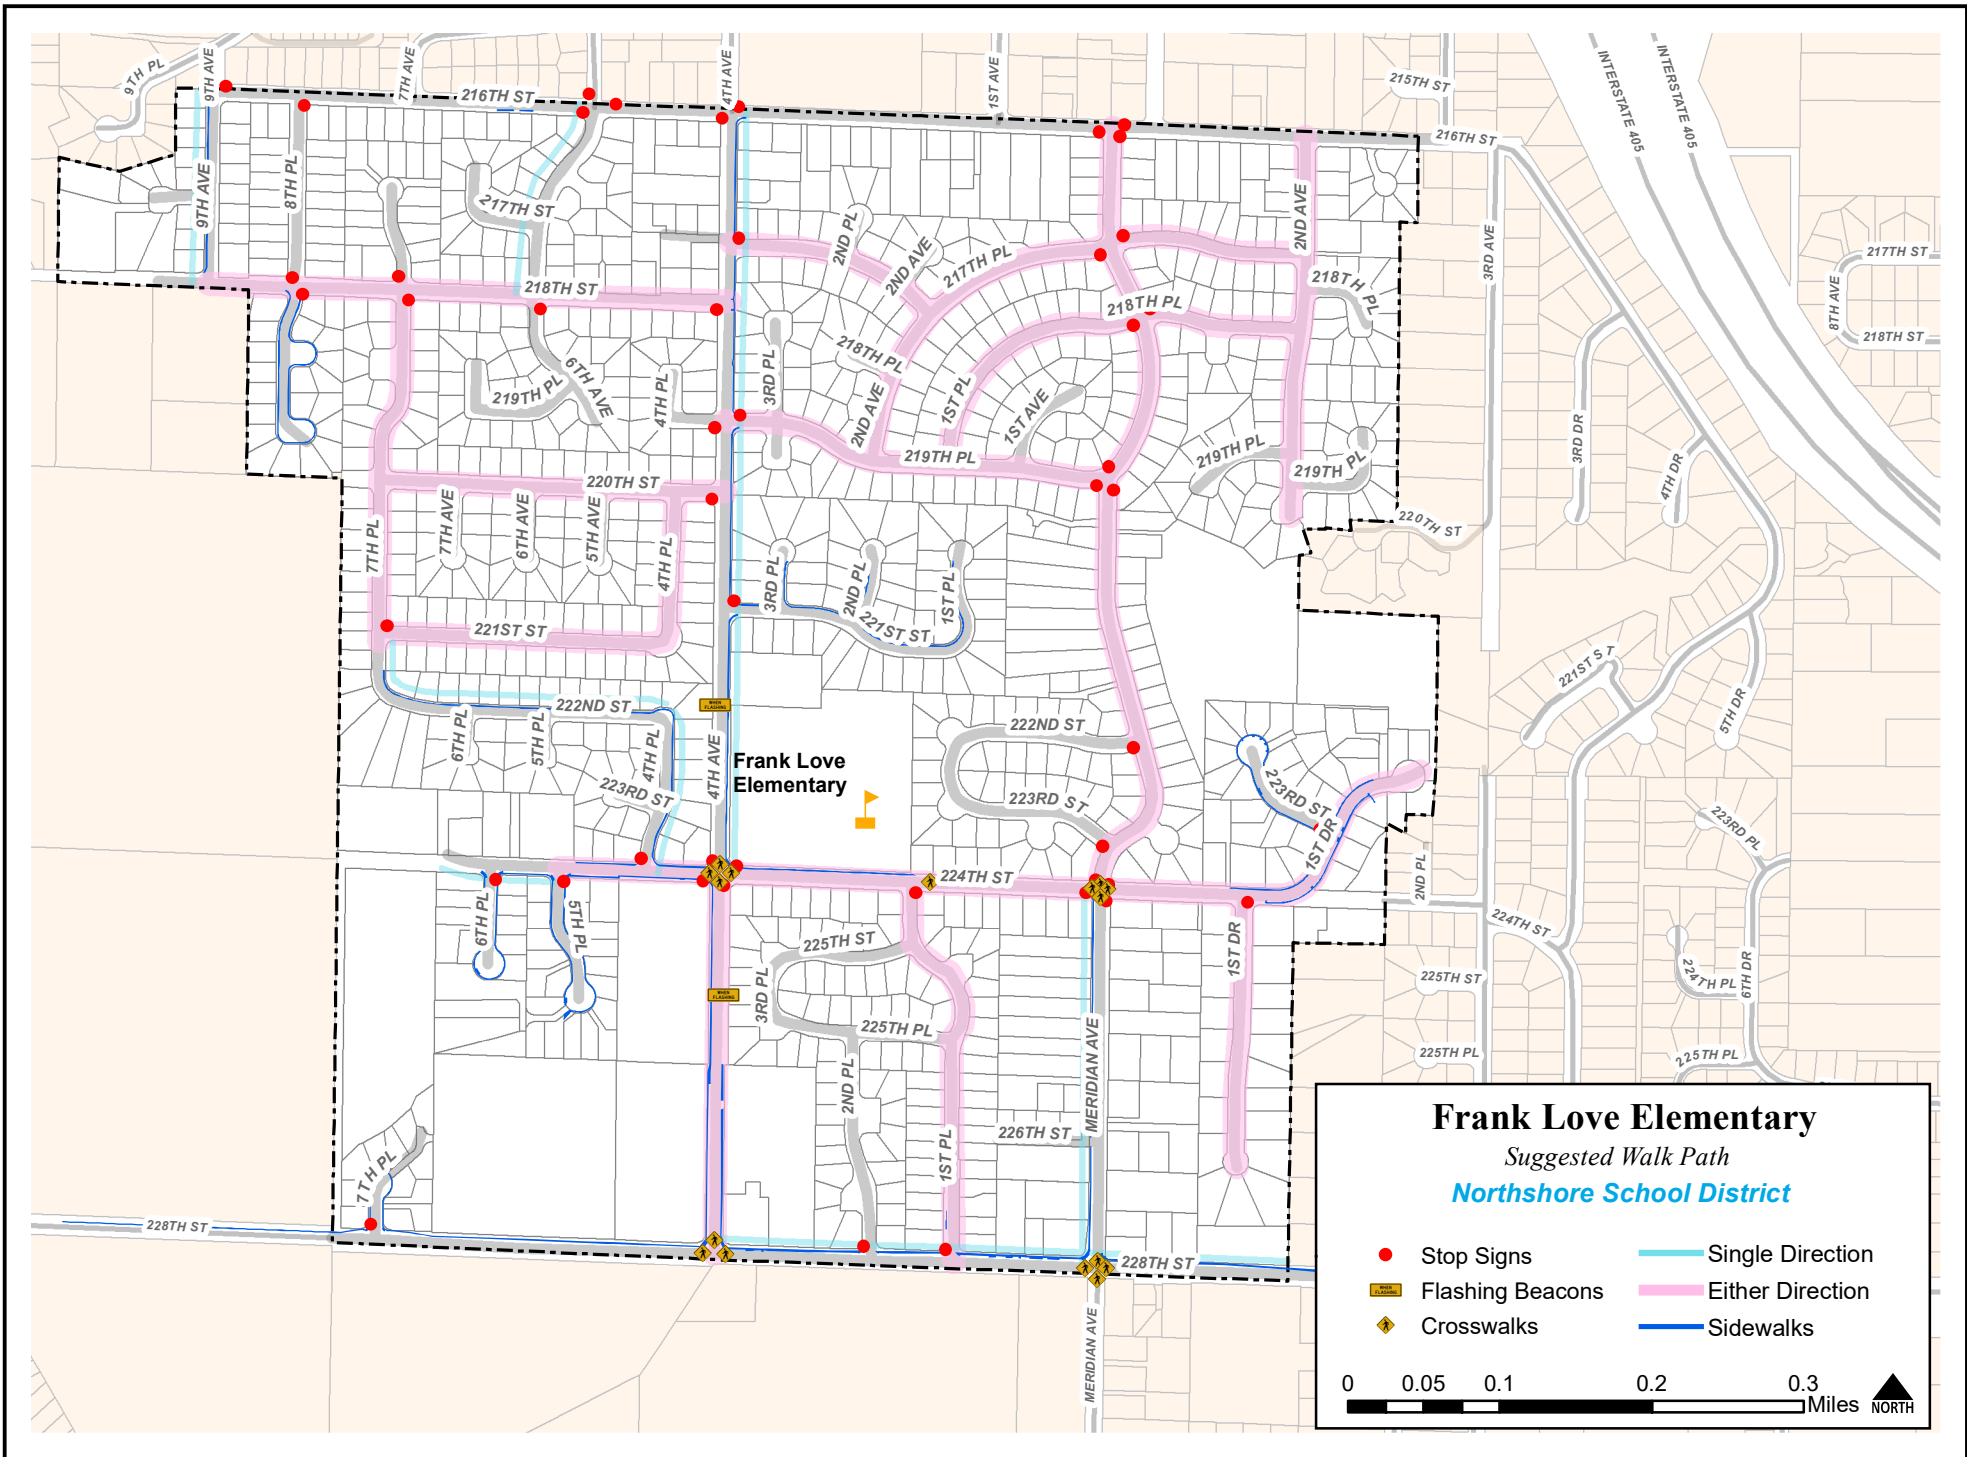 9TH PL
9TH AVE
7TH AVE
216TH ST
4TH AVE
1ST AVE
215TH ST
INTERSTATE 405
INTERSTATE 405
216TH ST
9TH AVE
8TH PL
217TH ST
2ND PL
2ND AVE
217TH PL
2ND AVE
3RD AVE
218TH PL
217TH ST
8TH AVE
218TH ST
218TH ST
218TH PL
218TH PL
6TH AVE
219TH PL
4TH PL
3RD PL
2ND AVE
1ST PL
1ST AVE
219TH PL
219TH PL
219TH PL
3RD DR
4TH DR
220TH ST
220TH ST
7TH PL
7TH AVE
6TH AVE
5TH AVE
4TH PL
3RD PL
2ND PL
1ST PL
221ST ST
221ST ST
221ST ST
5TH DR
222ND ST
6TH PL
5TH PL
4TH PL
223RD ST
WHEN
FLASHING
4TH AVE
Frank Love
Elementary
222ND ST
223RD ST
223RD ST
1ST DR
223RD PL
2ND PL
224TH ST
224TH ST
6TH PL
5TH PL
225TH ST
3RD PL
225TH PL
2ND PL
1ST PL
WHEN
FLASHING
MERIDIAN AVE
226TH ST
1ST DR
225TH ST
224TH PL
6TH DR
225TH PL
225TH PL
7TH PL
228TH ST
228TH ST
MERIDIAN AVE
Frank Love Elementary
Suggested Walk Path
Northshore School District
Stop Signs
Single Direction
WHEN
FLASHING
Flashing Beacons
Either Direction
Crosswalks
Sidewalks
0 0.05 0.1 0.2 0.3
Miles
NORTH